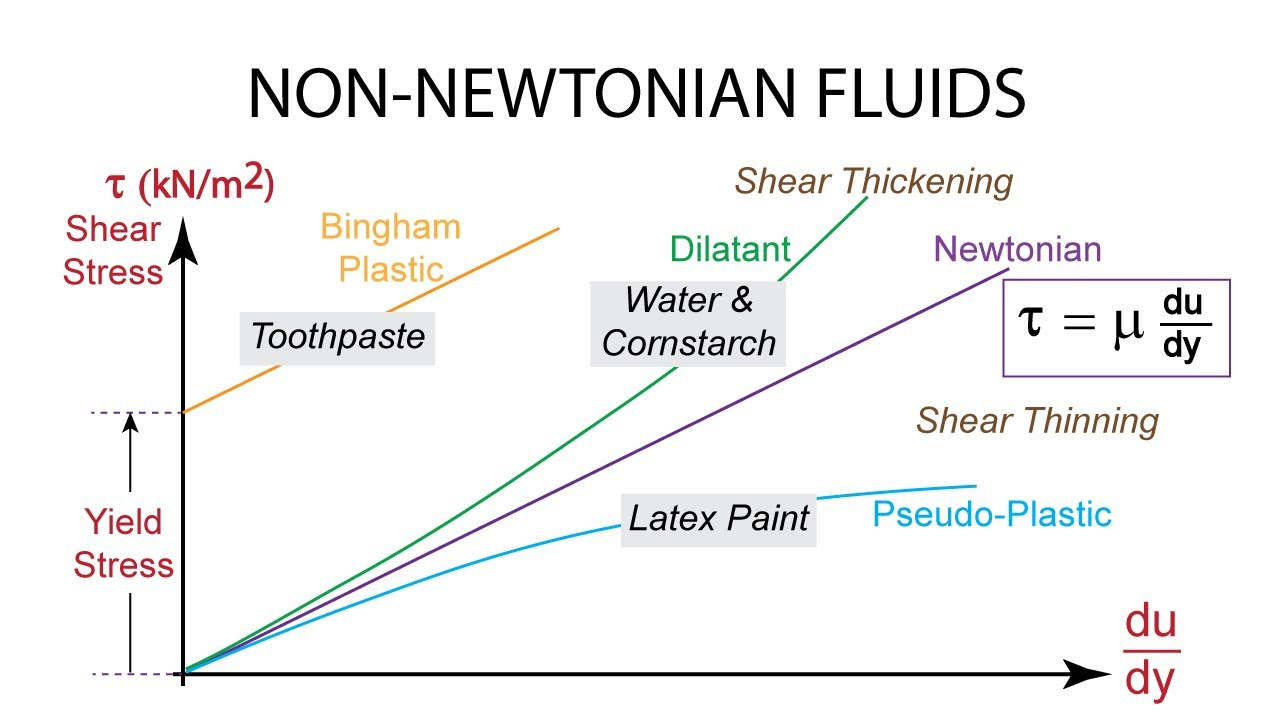 NON-NEWTONIAN FLUIDS
τ (kN/m²)
Shear
Stress
Bingham
Plastic
Toothpaste
Shear Thickening
Dilatant
Water &
Cornstarch
Newtonian
τ = μ du/dy
Shear Thinning
Latex Paint
Pseudo-Plastic
Yield
Stress
du
dy